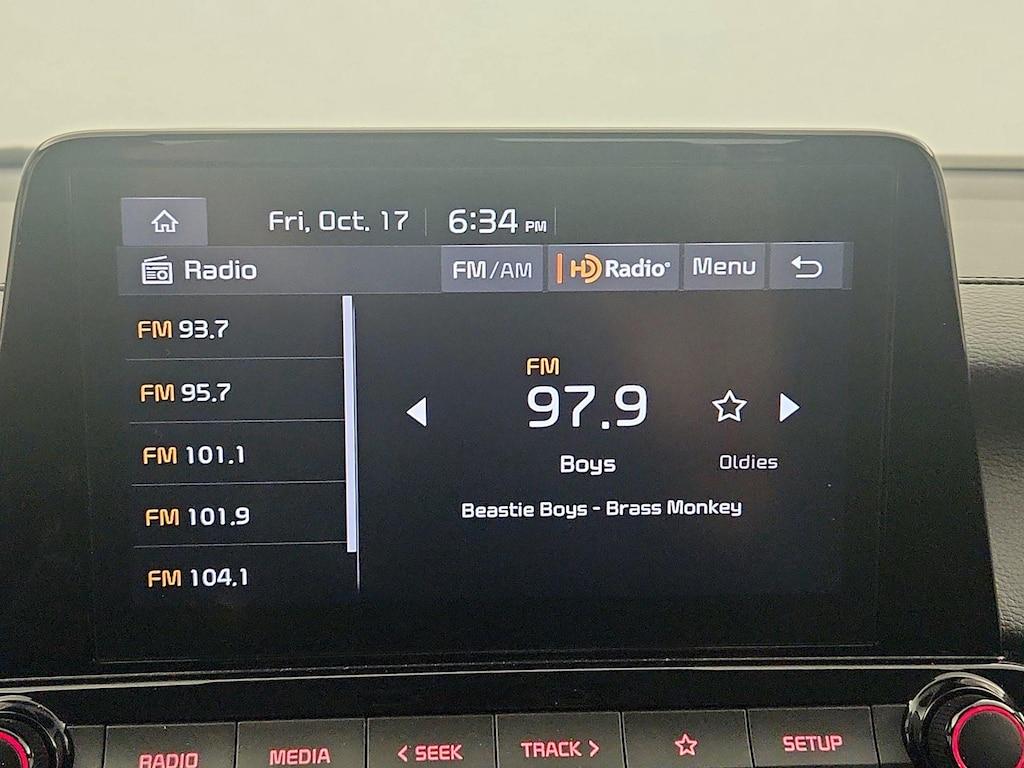 Fri, Oct. 17 6:34 PM
Radio FM/AM HD Radio® Menu
FM 93.7
FM 95.7
FM 101.1
FM 101.9
FM 104.1
FM
97.9
Boys Oldies
Beastie Boys - Brass Monkey
RADIO MEDIA < SEEK TRACK > SETUP